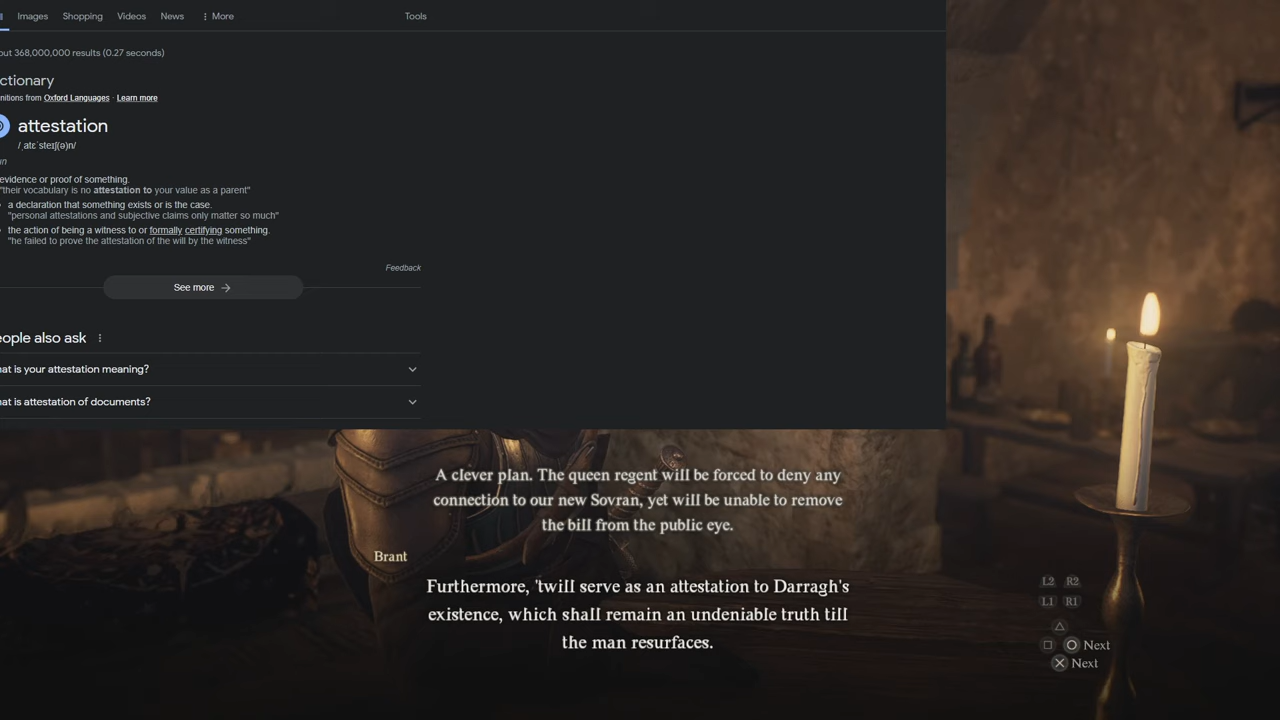 Images Shopping Videos News More Tools
out 368,000,000 results (0.27 seconds)
ctionary
nitions from Oxford Languages · Learn more
attestation
/ˌatɛˈsteɪʃ(ə)n/
un
evidence or proof of something.
"their vocabulary is no attestation to your value as a parent"
• a declaration that something exists or is the case.
"personal attestations and subjective claims only matter so much"
• the action of being a witness to or formally certifying something.
"he failed to prove the attestation of the will by the witness"
Feedback
See more →
eople also ask
hat is your attestation meaning?
hat is attestation of documents?
A clever plan. The queen regent will be forced to deny any
connection to our new Sovran, yet will be unable to remove
the bill from the public eye.
Brant
Furthermore, 'twill serve as an attestation to Darragh's
existence, which shall remain an undeniable truth till
the man resurfaces.
L2 R2
L1 R1
Next
Next